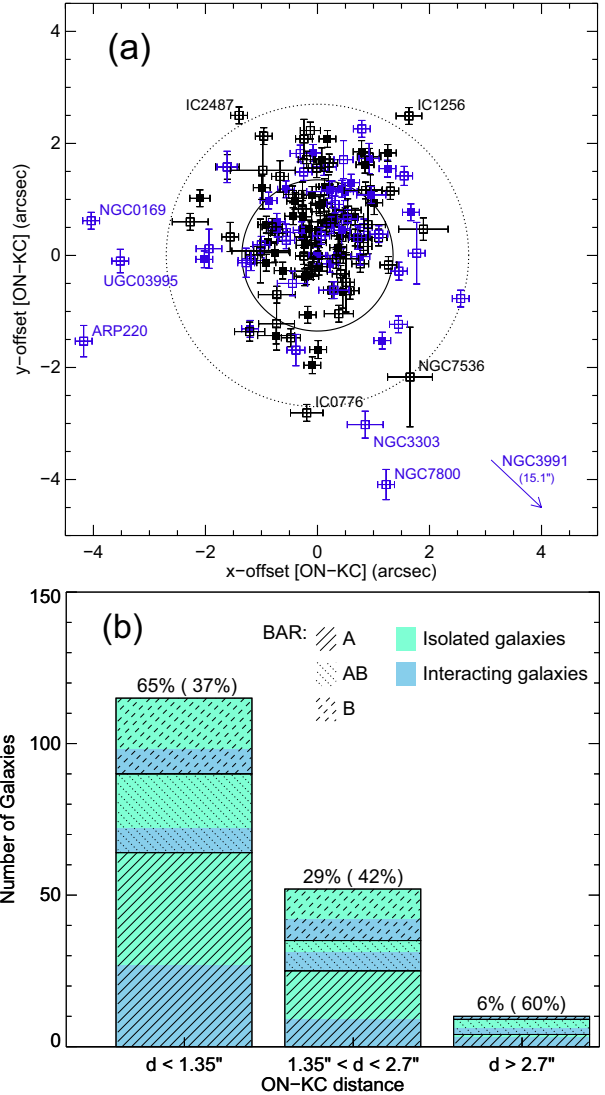 (a)
IC2487
IC1256
NGC0169
UGC03995
ARP220
NGC7536
IC0776
NGC3303
NGC7800
NGC3991
(15.1")
4
2
0
−2
−4
y−offset [ON−KC] (arcsec)
−4 −2 0 2 4
x−offset [ON−KC] (arcsec)
(b)
BAR: A
AB
B
Isolated galaxies
Interacting galaxies
65% ( 37%)
29% ( 42%)
6% ( 60%)
150
100
50
0
Number of Galaxies
d < 1.35" 1.35" < d < 2.7" d > 2.7"
ON−KC distance